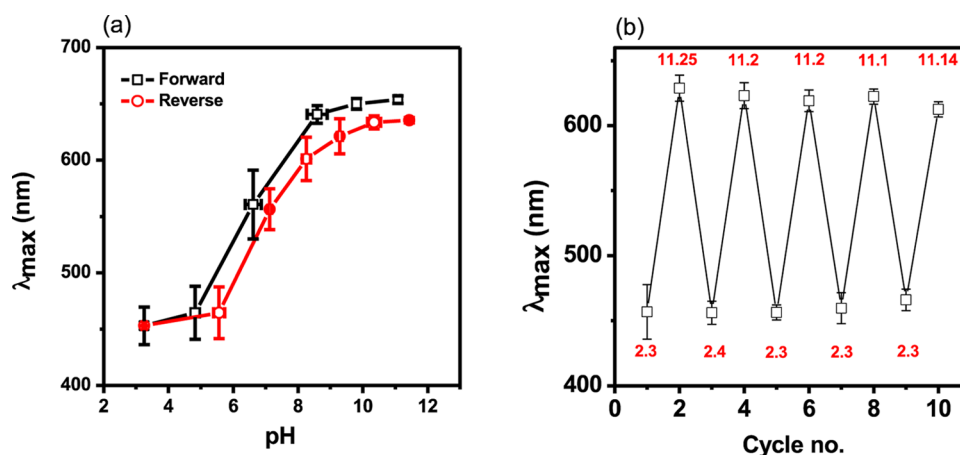 (a)
700
600
500
400
λmax (nm)
Forward
Reverse
2 4 6 8 10 12
pH
(b)
600
500
400
λmax (nm)
11.25 11.2 11.2 11.1 11.14
2.3 2.4 2.3 2.3 2.3
0 2 4 6 8 10
Cycle no.